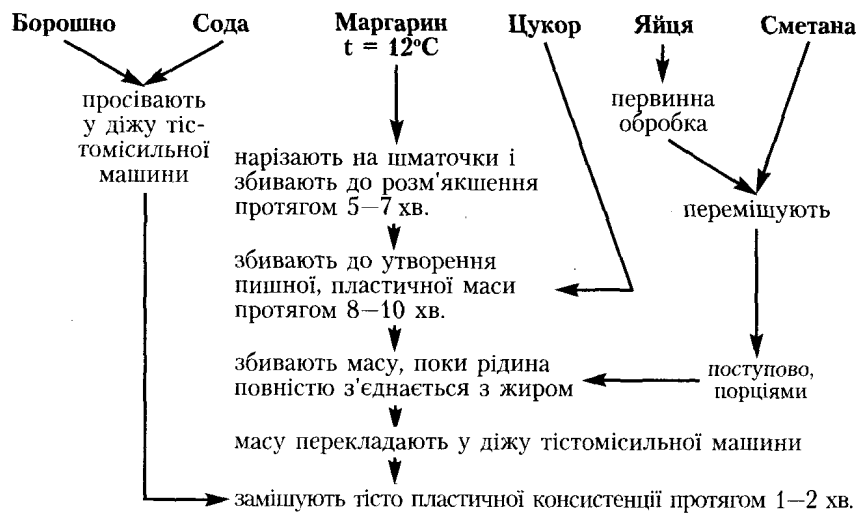 Борошно Сода Маргарин Цукор Яйця Сметана
t = 12°C
просівають
у діжу тіс-
томісильної
машини
первинна
обробка
нарізають на шматочки і
збивають до розм'якшення
протягом 5—7 хв.
перемішують
збивають до утворення
пишної, пластичної маси
протягом 8—10 хв.
збивають масу, поки рідина
повністю з'єднається з жиром
поступово,
порціями
масу перекладають у діжу тістомісильної машини
замішують тісто пластичної консистенції протягом 1—2 хв.